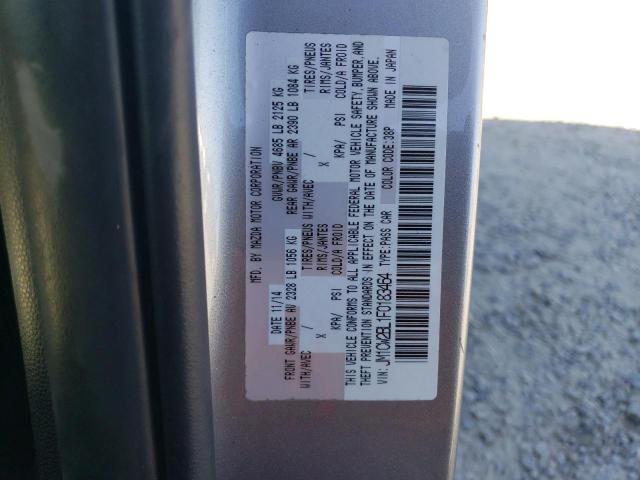 MFD. BY MAZDA MOTOR CORPORATION
DATE 11/14 GVWR/PNBV 4685 LB 2125 KG
FRONT GAWR/PNBE AV 2328 LB 1056 KG REAR GAWR/PNBE AR 2390 LB 1084 KG
WITH/AVEC TIRES/PNEUS WITH/AVEC TIRES/PNEUS
X / RIMS/JANTES X / RIMS/JANTES
KPA/ PSI COLD/A FROID KPA/ PSI COLD/A FROID
THIS VEHICLE CONFORMS TO ALL APPLICABLE FEDERAL MOTOR VEHICLE SAFETY, BUMPER, AND
THEFT PREVENTION STANDARDS IN EFFECT ON THE DATE OF MANUFACTURE SHOWN ABOVE.
VIN: JM1CW2BL1F0183464 TYPE:PASS CAR COLOR CODE:38P MADE IN JAPAN